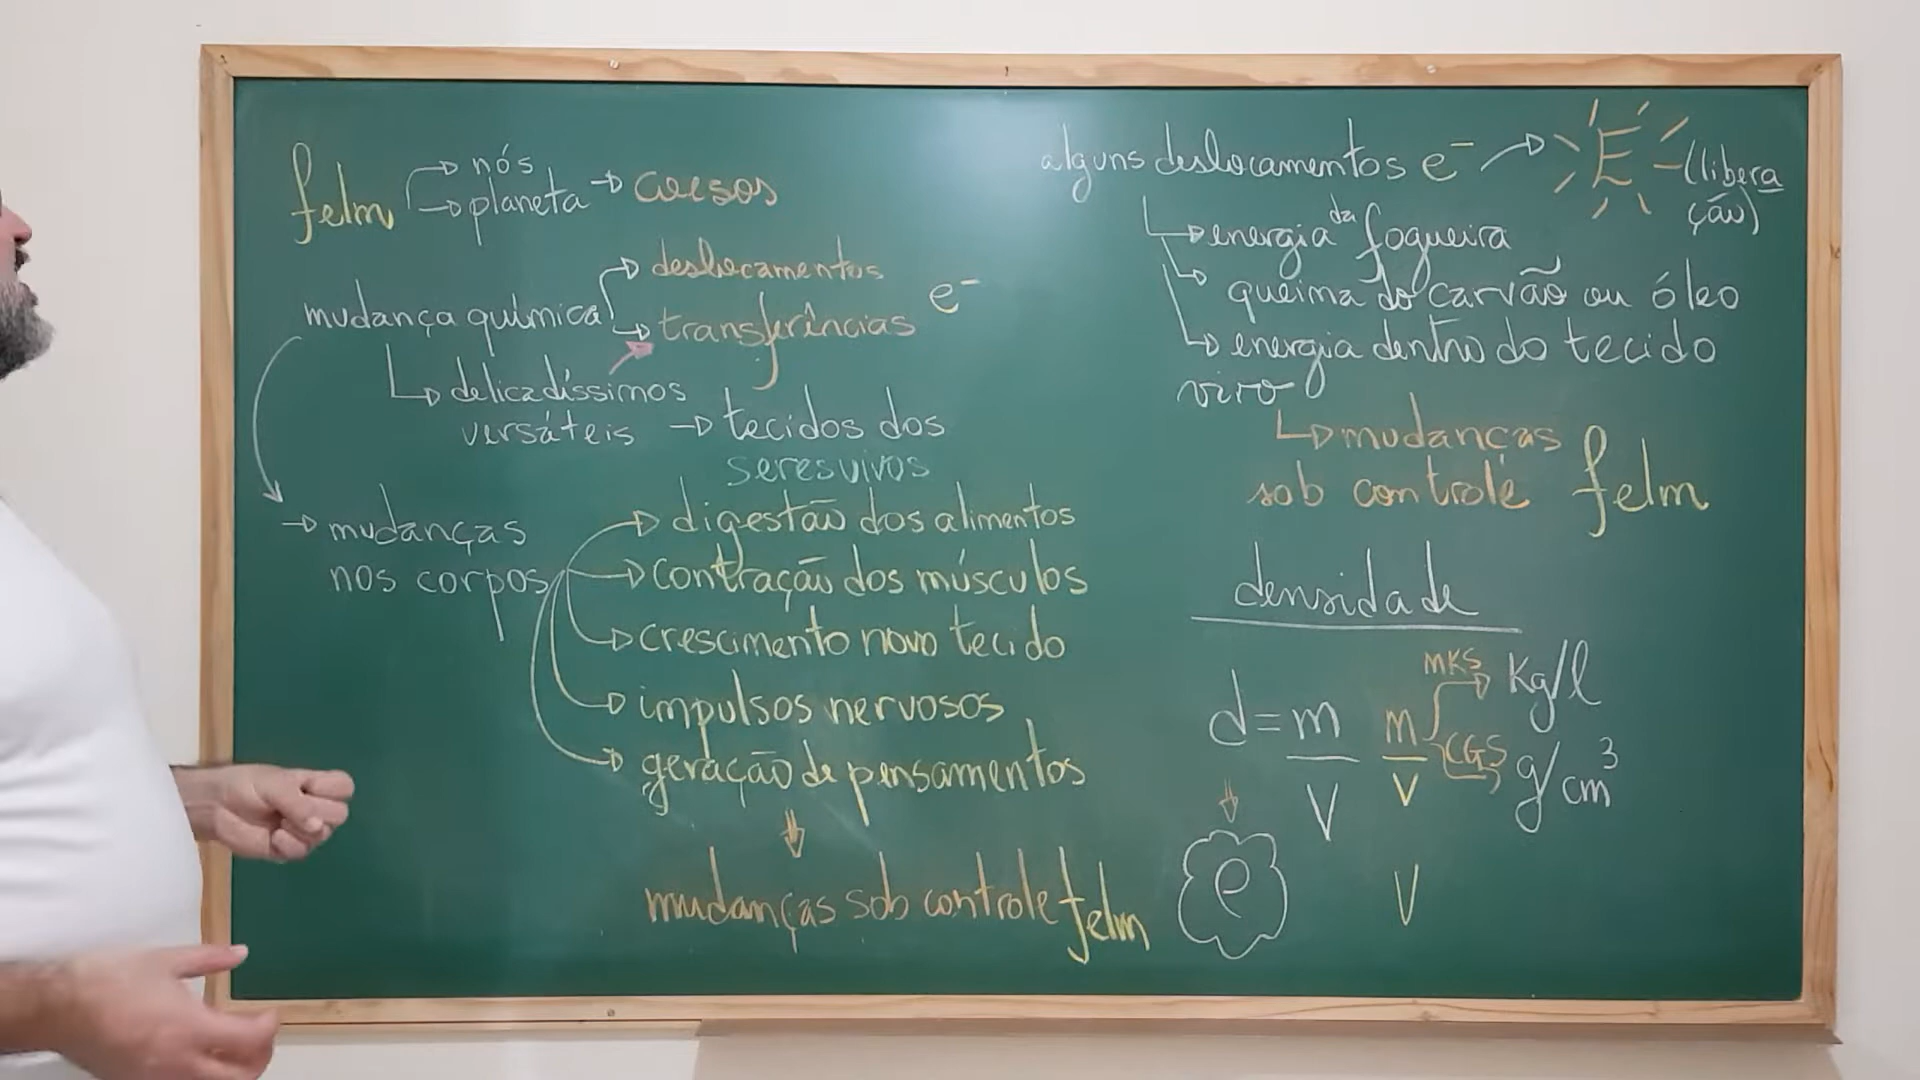 felm
nós
planeta → coesos
mudança química
deslocamentos
transferências
e⁻
delicadíssimos
versáteis → tecidos dos
seres vivos
→ mudanças
nos corpos
digestão dos alimentos
contração dos músculos
crescimento novo tecido
impulsos nervosos
geração de pensamentos
mudanças sob controle felm
alguns deslocamentos e⁻ → E (libera
ção)
energia da fogueira
queima do carvão ou óleo
energia dentro do tecido
vivo
mudanças
sob controle felm
densidade
d = m/V
m/V
MKS Kg/l
CGS g/cm³
e
V